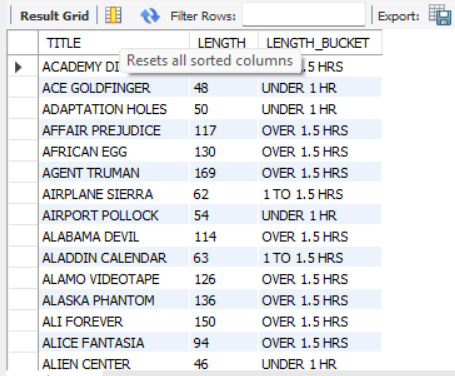 Result Grid Filter Rows: Export:
TITLE LENGTH LENGTH_BUCKET
Resets all sorted columns
ACADEMY .5 HRS
ACE GOLDFINGER 48 UNDER 1 HR
ADAPTATION HOLES 50 UNDER 1 HR
AFFAIR PREJUDICE 117 OVER 1.5 HRS
AFRICAN EGG 130 OVER 1.5 HRS
AGENT TRUMAN 169 OVER 1.5 HRS
AIRPLANE SIERRA 62 1 TO 1.5 HRS
AIRPORT POLLOCK 54 UNDER 1 HR
ALABAMA DEVIL 114 OVER 1.5 HRS
ALADDIN CALENDAR 63 1 TO 1.5 HRS
ALAMO VIDEOTAPE 126 OVER 1.5 HRS
ALASKA PHANTOM 136 OVER 1.5 HRS
ALI FOREVER 150 OVER 1.5 HRS
ALICE FANTASIA 94 OVER 1.5 HRS
ALIEN CENTER 46 UNDER 1 HR